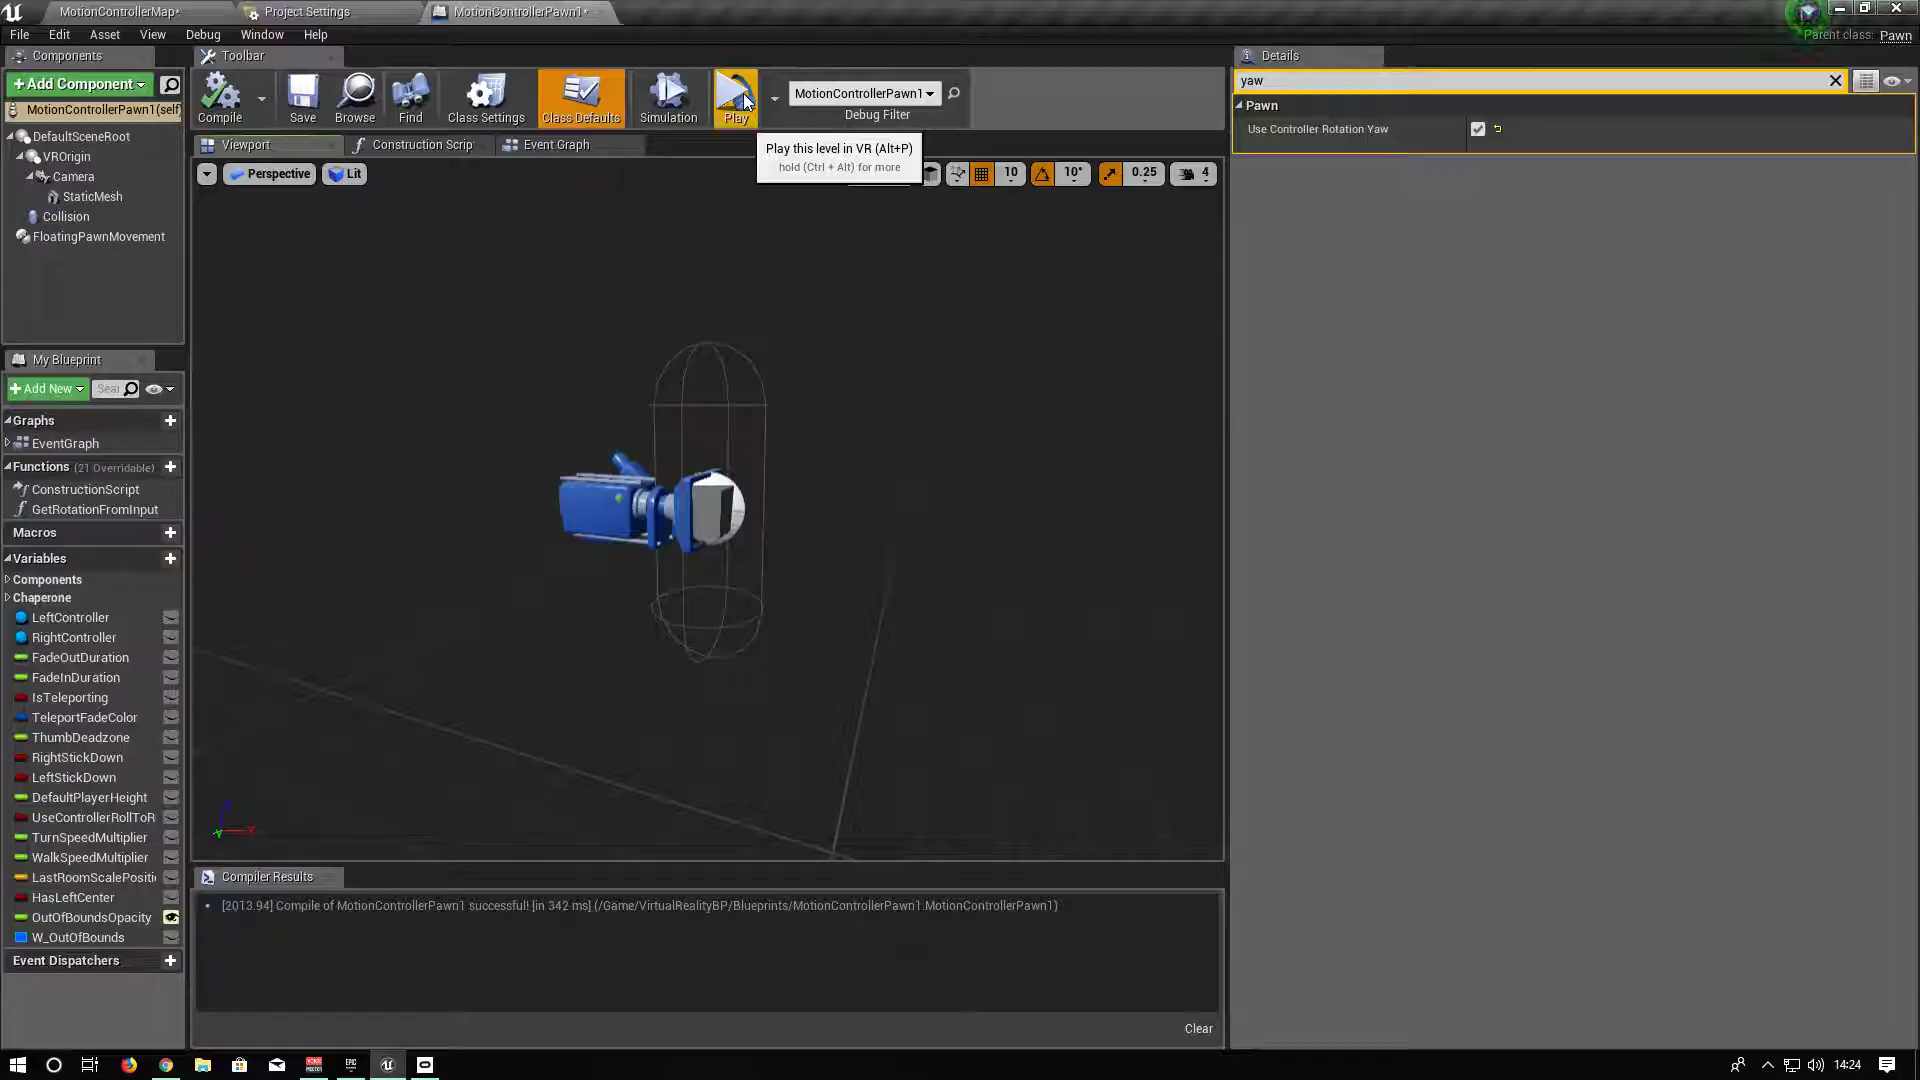 MotionControllerMap*
Project Settings
MotionControllerPawn1*
File Edit Asset View Debug Window Help
Parent class: Pawn
Components
Toolbar
Details
+Add Component
Compile
Save
Browse
Find
Class Settings
Class Defaults
Simulation
Play
MotionControllerPawn1
Debug Filter
yaw
Pawn
Use Controller Rotation Yaw
MotionControllerPawn1(self)
DefaultSceneRoot
VROrigin
Camera
StaticMesh
Collision
FloatingPawnMovement
Viewport
Construction Scrip
Event Graph
Play this level in VR (Alt+P)
hold (Ctrl + Alt) for more
Perspective
Lit
10
10°
0.25
4
My Blueprint
+Add New
Sear
Graphs
EventGraph
Functions (21 Overridable)
ConstructionScript
GetRotationFromInput
Macros
Variables
Components
Chaperone
LeftController
RightController
FadeOutDuration
FadeInDuration
IsTeleporting
TeleportFadeColor
ThumbDeadzone
RightStickDown
LeftStickDown
DefaultPlayerHeight
UseControllerRollToR
TurnSpeedMultiplier
WalkSpeedMultiplier
LastRoomScalePositi
HasLeftCenter
OutOfBoundsOpacity
W_OutOfBounds
Event Dispatchers
Compiler Results
[2013.94] Compile of MotionControllerPawn1 successful! [in 342 ms] (/Game/VirtualRealityBP/Blueprints/MotionControllerPawn1.MotionControllerPawn1)
Clear
EPIC
14:24